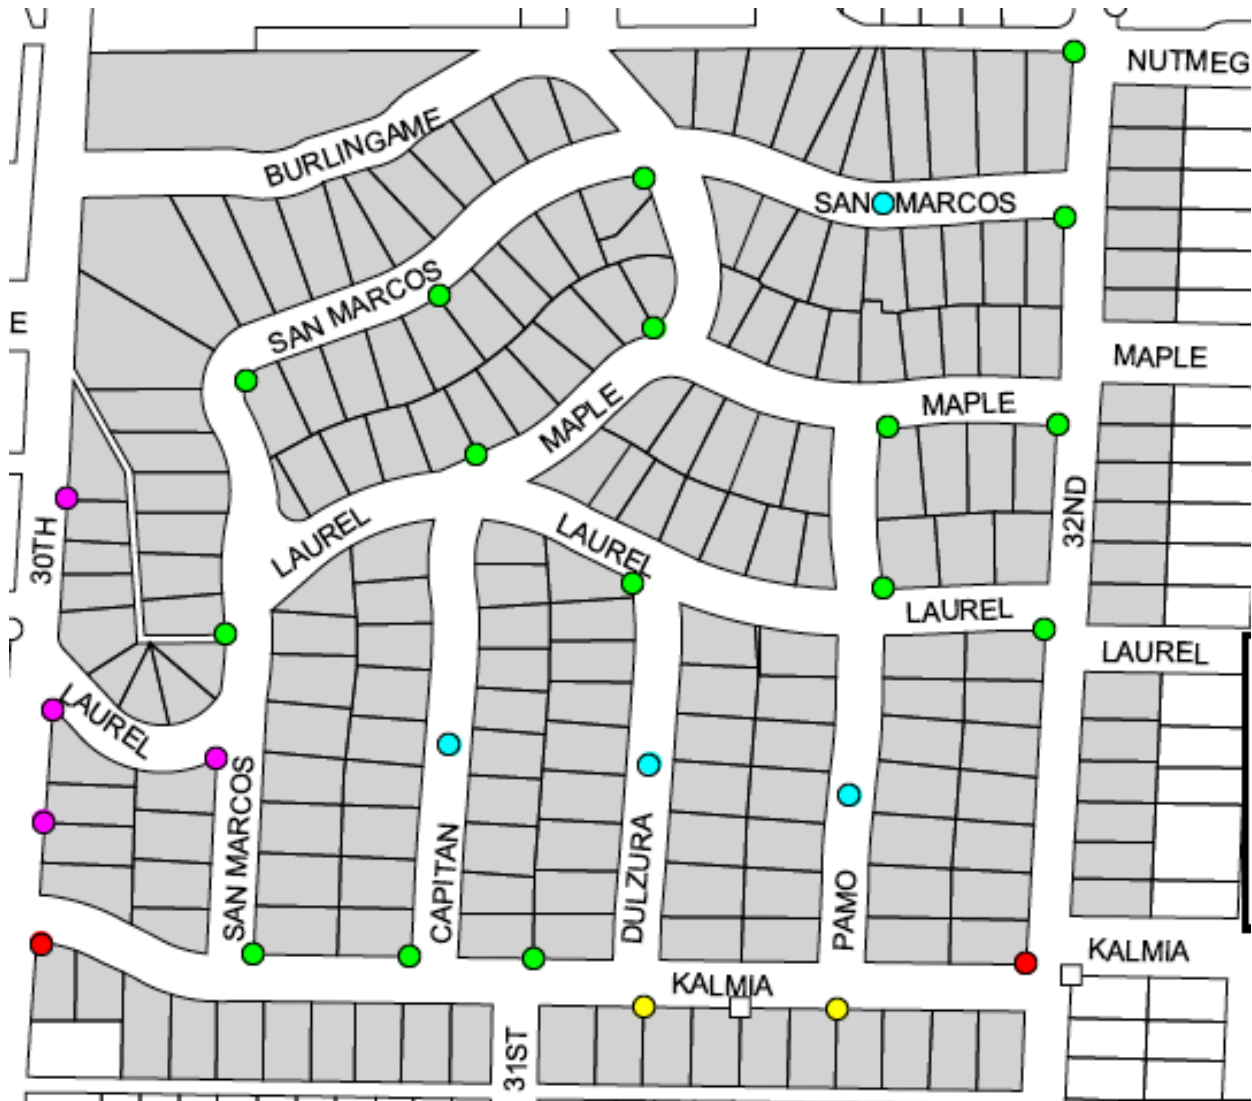 NUTMEG
BURLINGAME
SAN MARCOS
SAN MARCOS
E
MAPLE
MAPLE
MAPLE
30TH
LAUREL
LAUREL
32ND
LAUREL
LAUREL
LAUREL
SAN MARCOS
CAPITAN
DULZURA
PAMO
KALMIA
KALMIA
31ST